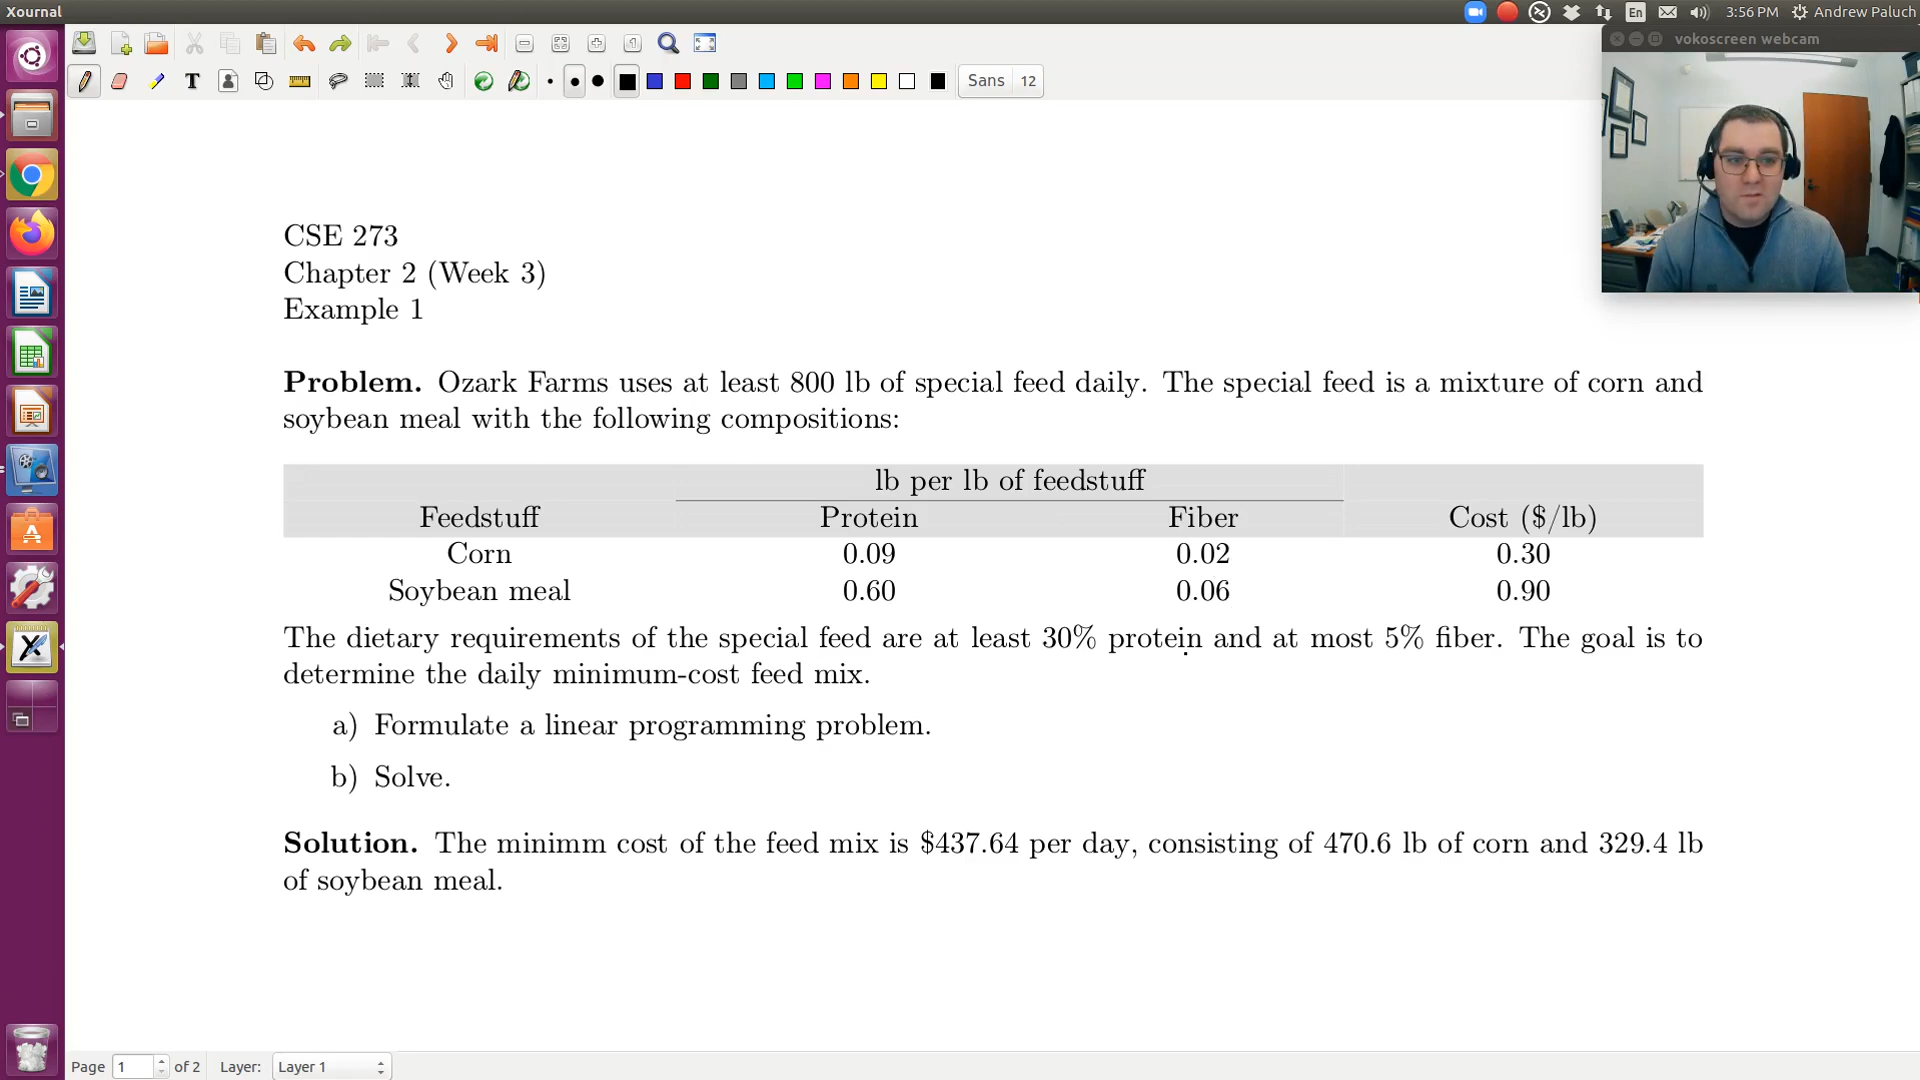 Xournal
En
3:56 PM
Andrew Paluch
vokoscreen webcam
Sans 12
CSE 273
Chapter 2 (Week 3)
Example 1
Problem. Ozark Farms uses at least 800 lb of special feed daily. The special feed is a mixture of corn and
soybean meal with the following compositions:
lb per lb of feedstuff
Feedstuff Protein Fiber Cost ($/lb)
Corn 0.09 0.02 0.30
Soybean meal 0.60 0.06 0.90
The dietary requirements of the special feed are at least 30% protein and at most 5% fiber. The goal is to
determine the daily minimum-cost feed mix.
a) Formulate a linear programming problem.
b) Solve.
Solution. The minimm cost of the feed mix is $437.64 per day, consisting of 470.6 lb of corn and 329.4 lb
of soybean meal.
Page 1 of 2 Layer: Layer 1